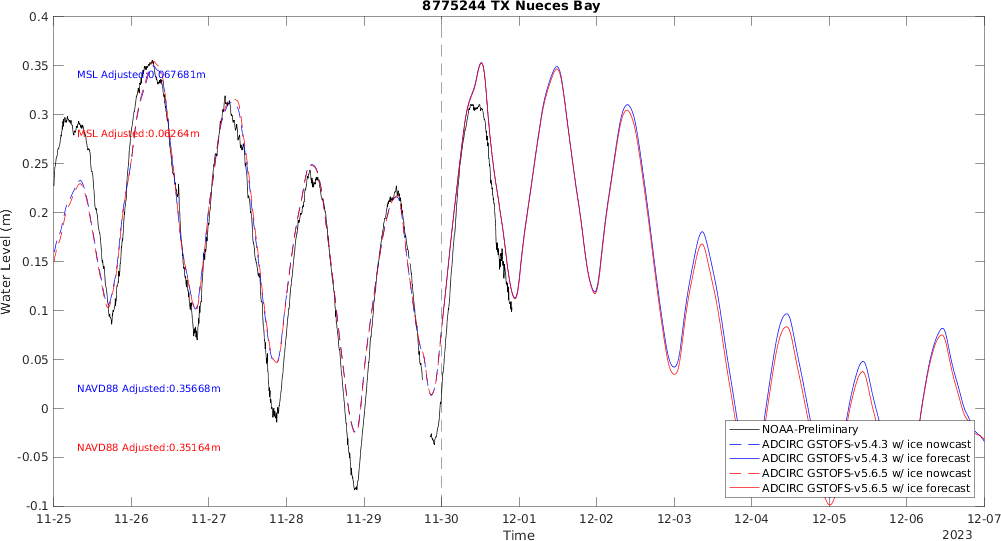 8775244 TX Nueces Bay
0.4
0.35
0.3
0.25
0.2
0.15
0.1
0.05
0
-0.05
-0.1
Water Level (m)
MSL Adjusted:0.067681m
MSL Adjusted:0.06264m
NAVD88 Adjusted:0.35668m
NAVD88 Adjusted:0.35164m
NOAA-Preliminary
ADCIRC GSTOFS-v5.4.3 w/ ice nowcast
ADCIRC GSTOFS-v5.4.3 w/ ice forecast
ADCIRC GSTOFS-v5.6.5 w/ ice nowcast
ADCIRC GSTOFS-v5.6.5 w/ ice forecast
11-25 11-26 11-27 11-28 11-29 11-30 12-01 12-02 12-03 12-04 12-05 12-06 12-07
Time
2023